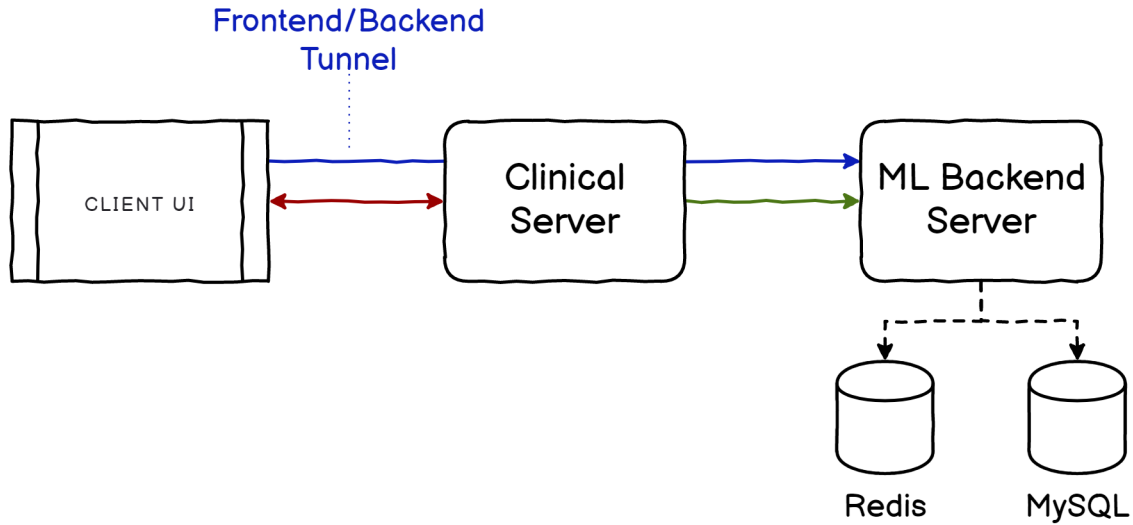 Frontend/Backend
Tunnel
CLIENT UI
Clinical
Server
ML Backend
Server
Redis
MySQL